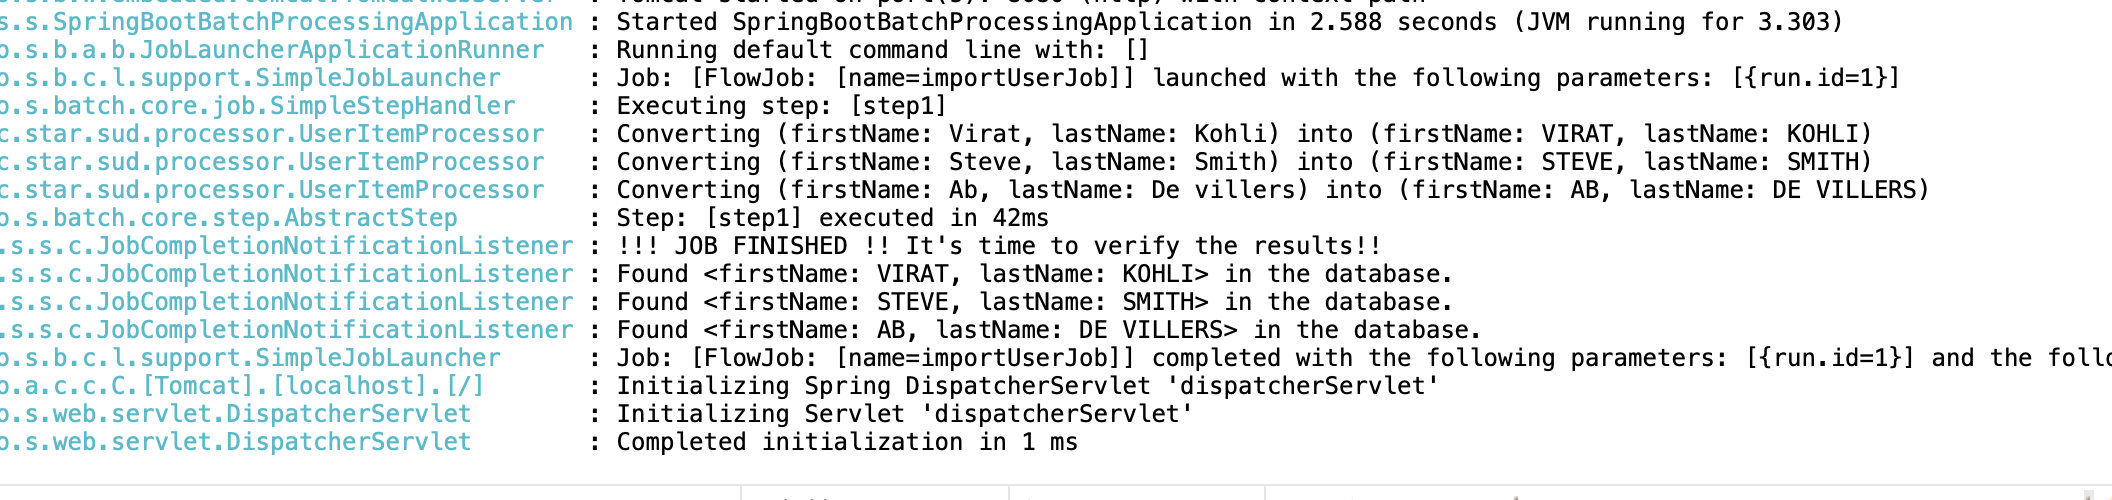 s.s.SpringBootBatchProcessingApplication : Started SpringBootBatchProcessingApplication in 2.588 seconds (JVM running for 3.303)
o.s.b.a.b.JobLauncherApplicationRunner : Running default command line with: []
o.s.b.c.l.support.SimpleJobLauncher : Job: [FlowJob: [name=importUserJob]] launched with the following parameters: [{run.id=1}]
o.s.batch.core.job.SimpleStepHandler : Executing step: [step1]
c.star.sud.processor.UserItemProcessor : Converting (firstName: Virat, lastName: Kohli) into (firstName: VIRAT, lastName: KOHLI)
c.star.sud.processor.UserItemProcessor : Converting (firstName: Steve, lastName: Smith) into (firstName: STEVE, lastName: SMITH)
c.star.sud.processor.UserItemProcessor : Converting (firstName: Ab, lastName: De villers) into (firstName: AB, lastName: DE VILLERS)
o.s.batch.core.step.AbstractStep : Step: [step1] executed in 42ms
.s.s.c.JobCompletionNotificationListener : !!! JOB FINISHED !! It's time to verify the results!!
.s.s.c.JobCompletionNotificationListener : Found <firstName: VIRAT, lastName: KOHLI> in the database.
.s.s.c.JobCompletionNotificationListener : Found <firstName: STEVE, lastName: SMITH> in the database.
.s.s.c.JobCompletionNotificationListener : Found <firstName: AB, lastName: DE VILLERS> in the database.
o.s.b.c.l.support.SimpleJobLauncher : Job: [FlowJob: [name=importUserJob]] completed with the following parameters: [{run.id=1}] and the follo
o.a.c.c.C.[Tomcat].[localhost].[/] : Initializing Spring DispatcherServlet 'dispatcherServlet'
o.s.web.servlet.DispatcherServlet : Initializing Servlet 'dispatcherServlet'
o.s.web.servlet.DispatcherServlet : Completed initialization in 1 ms